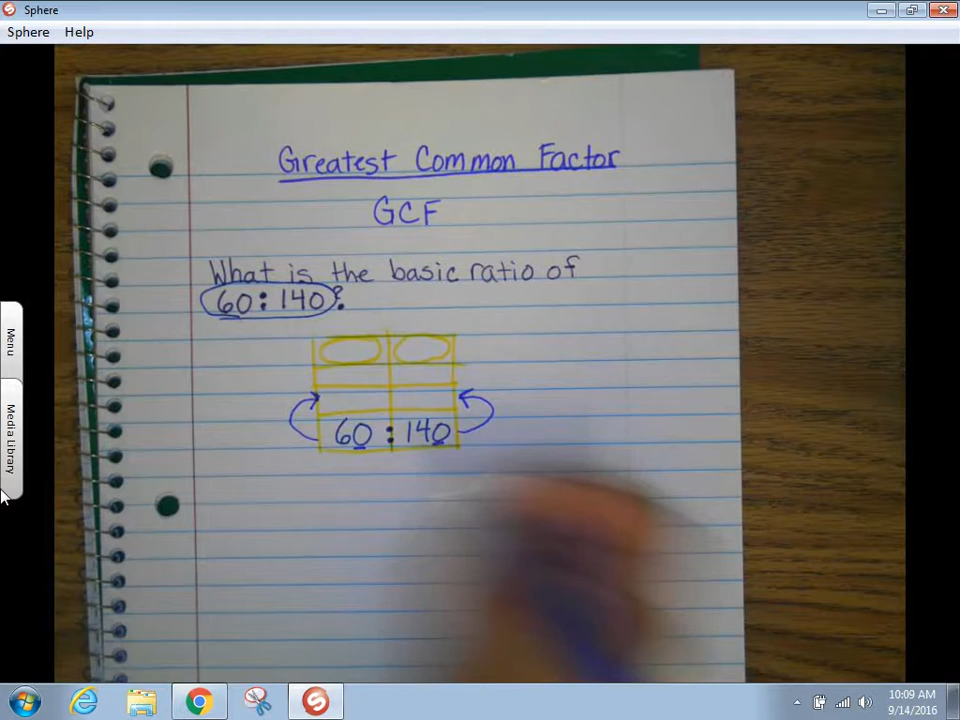 Sphere
Sphere Help
Greatest Common Factor
GCF
What is the basic ratio of
60:140?
60 : 140
Menu
Media Library
10:09 AM
9/14/2016